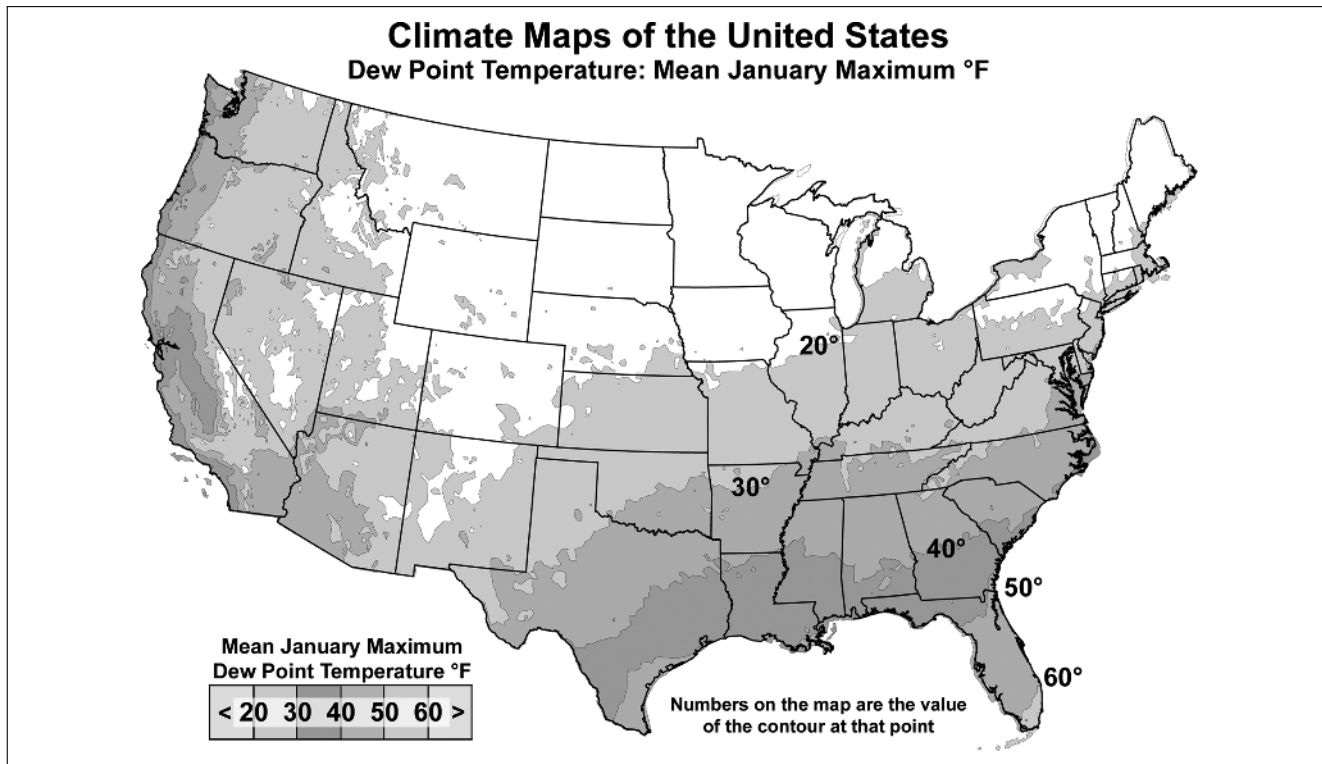 Climate Maps of the United States
Dew Point Temperature: Mean January Maximum °F
20°
30°
40°
50°
60°
Mean January Maximum
Dew Point Temperature °F
< 20 30 40 50 60 >
Numbers on the map are the value
of the contour at that point